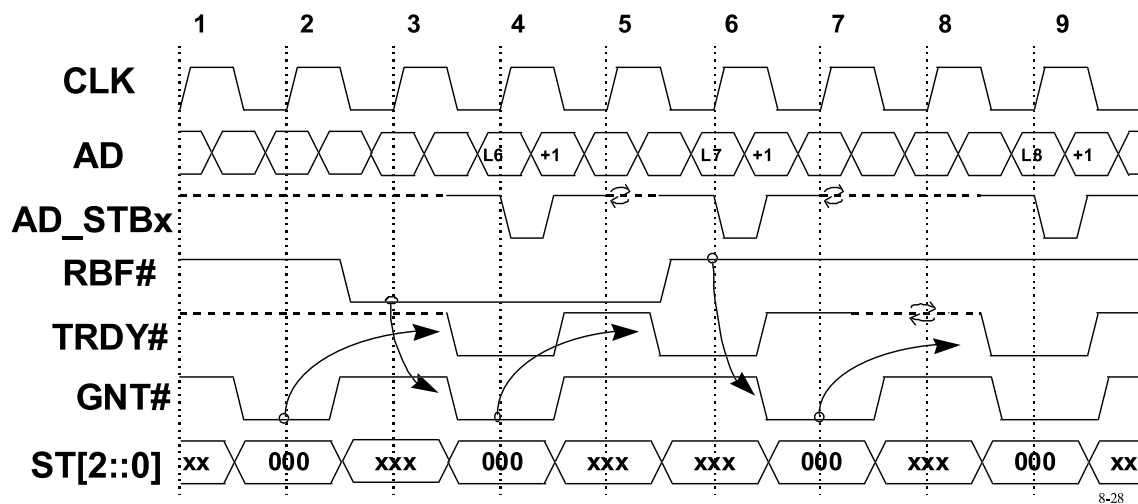 1 2 3 4 5 6 7 8 9
CLK
AD L6 +1 L7 +1 L8 +1
AD_STBx
RBF#
TRDY#
GNT#
ST[2::0] xx 000 xxx 000 xxx xxx 000 xxx 000 xx
8-28